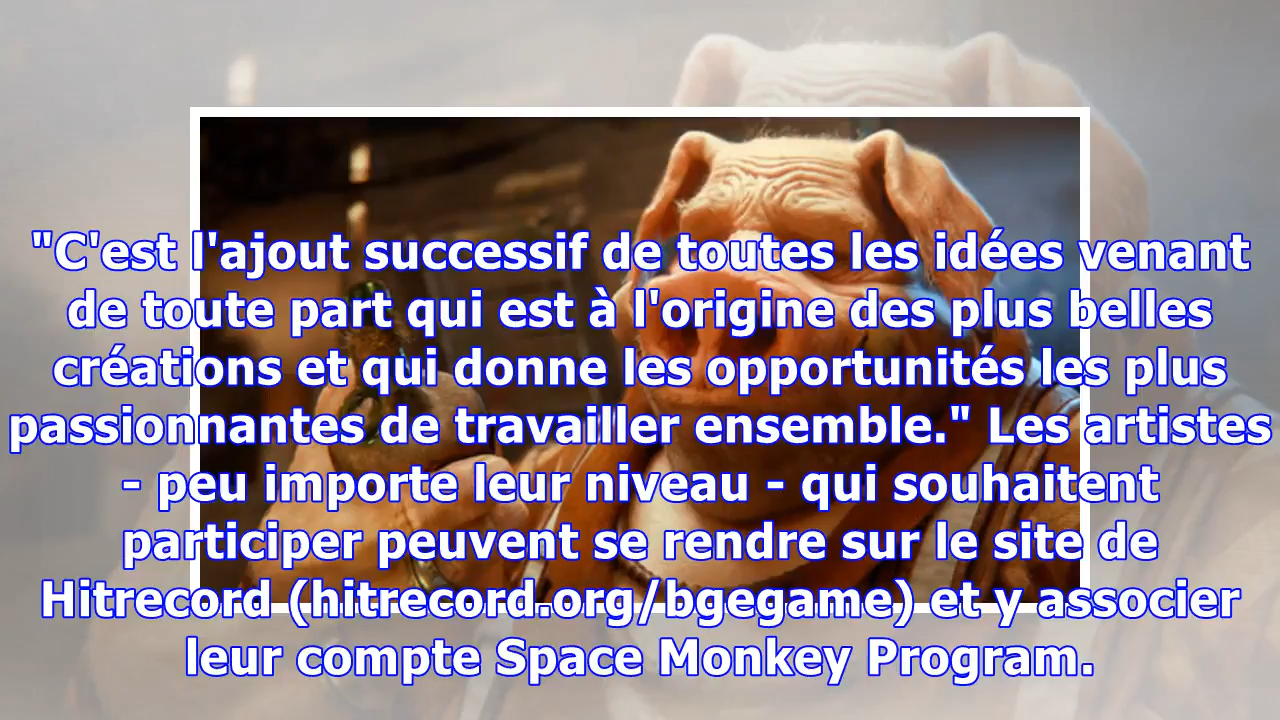 "C'est l'ajout successif de toutes les idées venant
de toute part qui est à l'origine des plus belles
créations et qui donne les opportunités les plus
passionnantes de travailler ensemble." Les artistes
- peu importe leur niveau - qui souhaitent
participer peuvent se rendre sur le site de
Hitrecord (hitrecord.org/bgegame) et y associer
leur compte Space Monkey Program.